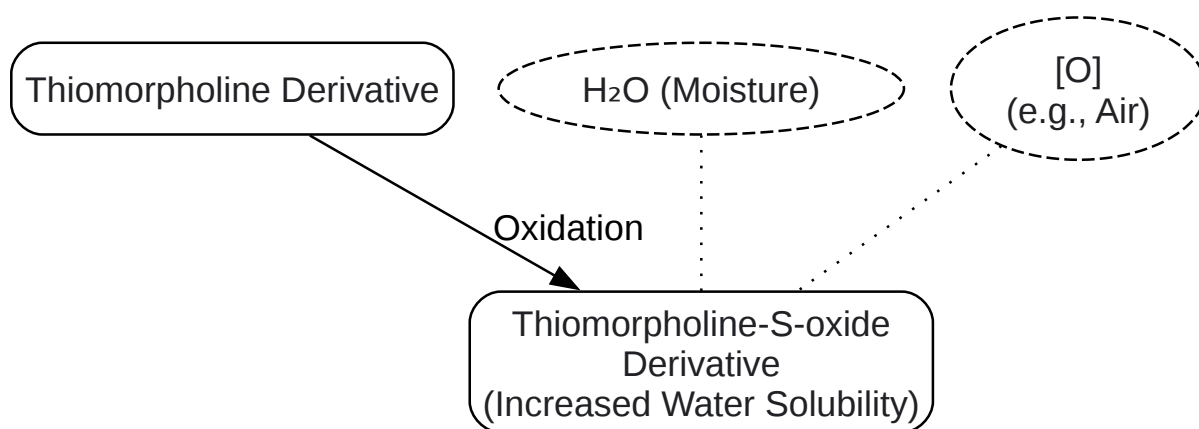 Thiomorpholine Derivative
H₂O (Moisture)
[O]
(e.g., Air)
Oxidation
Thiomorpholine-S-oxide
Derivative
(Increased Water Solubility)